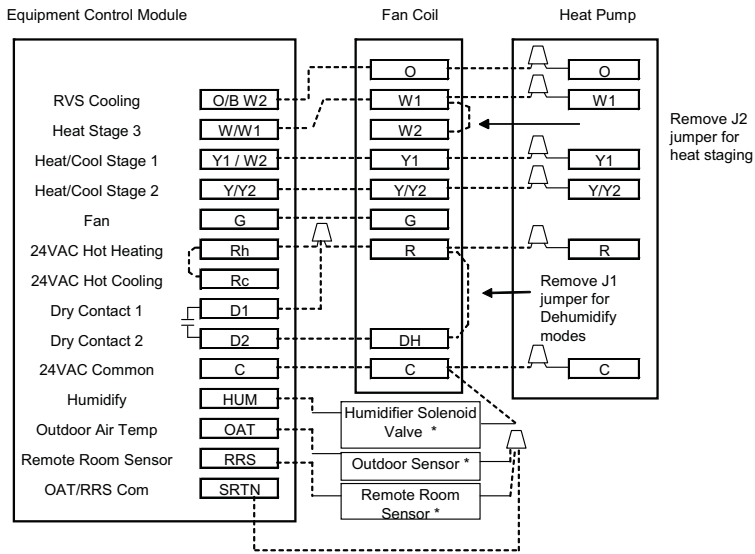 Equipment Control Module
Fan Coil
Heat Pump
O
O
RVS Cooling
O/B W2
W1
W1
Heat Stage 3
W/W1
W2
Remove J2
jumper for
heat staging
Heat/Cool Stage 1
Y1 / W2
Y1
Y1
Heat/Cool Stage 2
Y/Y2
Y/Y2
Y/Y2
Fan
G
G
24VAC Hot Heating
Rh
R
R
24VAC Hot Cooling
Rc
Remove J1
jumper for
Dehumidify
modes
Dry Contact 1
D1
Dry Contact 2
D2
DH
24VAC Common
C
C
C
Humidify
HUM
Humidifier Solenoid
Valve *
Outdoor Air Temp
OAT
Outdoor Sensor *
Remote Room Sensor
RRS
Remote Room
Sensor *
OAT/RRS Com
SRTN